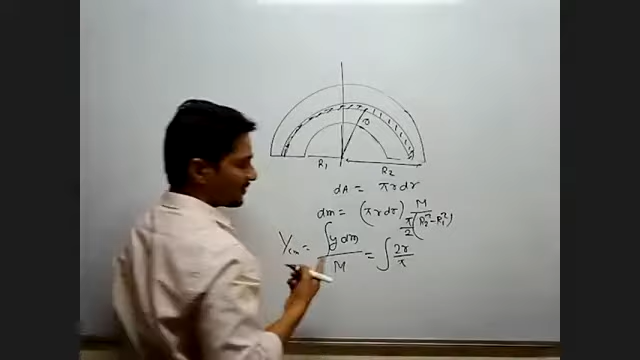 r
R₁ R₂
dA = πrdr
dm = (πrdr) M / π/2 (R₂² - R₁²)
Ycm = ∫y dm / M = ∫ 2r/π